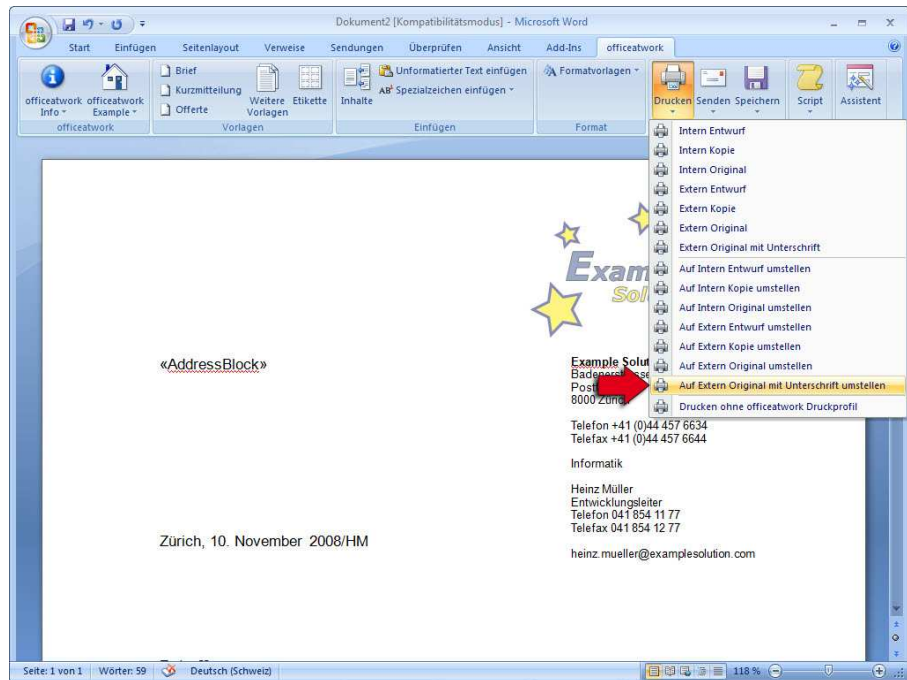 Dokument2 [Kompatibilitätsmodus] - Microsoft Word
Start Einfügen Seitenlayout Verweise Sendungen Überprüfen Ansicht Add-Ins officeatwork
officeatwork Info
officeatwork Example
officeatwork
Brief
Kurzmitteilung
Offerte
Weitere Vorlagen
Etikette
Vorlagen
Inhalte
Unformatierter Text einfügen
Spezialzeichen einfügen
Einfügen
Formatvorlagen
Format
Drucken Senden Speichern Script Assistent
Intern Entwurf
Intern Kopie
Intern Original
Extern Entwurf
Extern Kopie
Extern Original
Extern Original mit Unterschrift
Auf Intern Entwurf umstellen
Auf Intern Kopie umstellen
Auf Intern Original umstellen
Auf Extern Entwurf umstellen
Auf Extern Kopie umstellen
Auf Extern Original umstellen
Auf Extern Original mit Unterschrift umstellen
Drucken ohne officeatwork Druckprofil
«AddressBlock»
Example
8000 Zürich
Telefon +41 (0)44 457 6634
Telefax +41 (0)44 457 6644
Informatik
Heinz Müller
Entwicklungsleiter
Telefon 041 854 11 77
Telefax 041 854 12 77
heinz.mueller@examplesolution.com
Zürich, 10. November 2008/HM
Seite: 1 von 1 Wörter: 59 Deutsch (Schweiz) 118 %